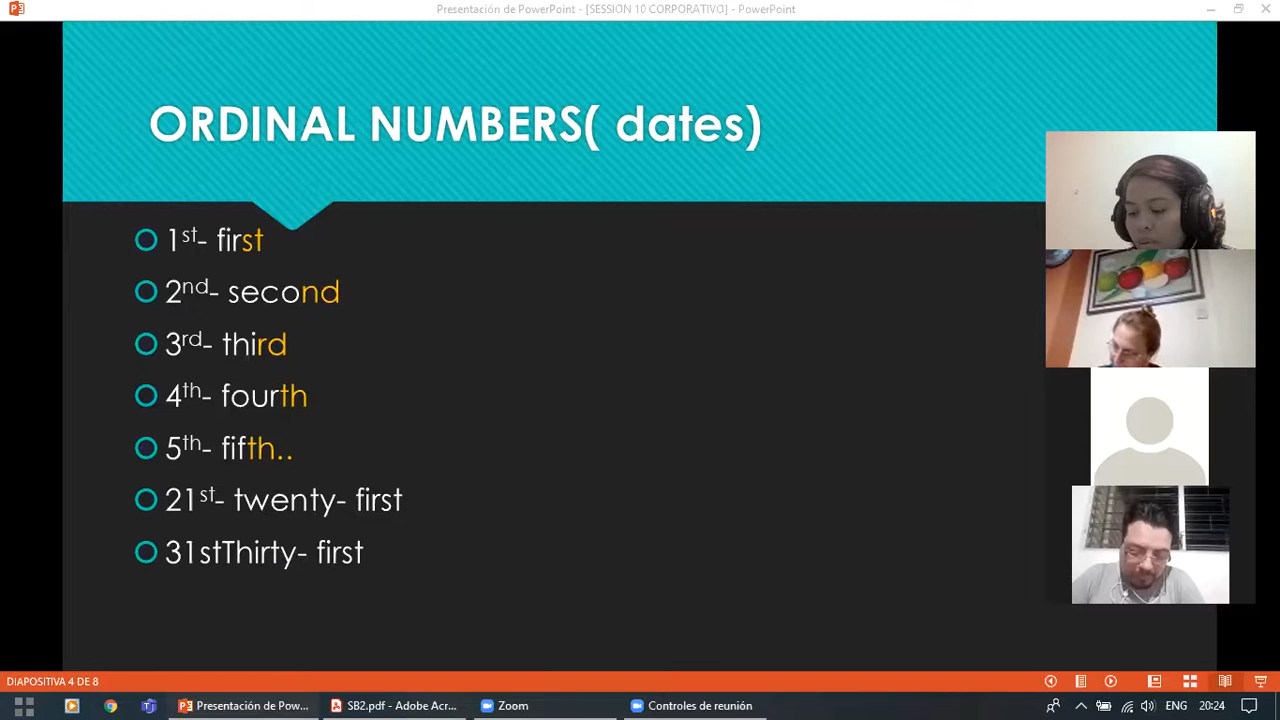 Presentación de PowerPoint - [SESSION 10 CORPORATIVO] - PowerPoint
ORDINAL NUMBERS( dates)
1st- first
2nd- second
3rd- third
4th- fourth
5th- fifth..
21st- twenty- first
31stThirty- first
DIAPOSITIVA 4 DE 8
Presentación de Pow... SB2.pdf - Adobe Acr... Zoom Controles de reunión ENG 20:24